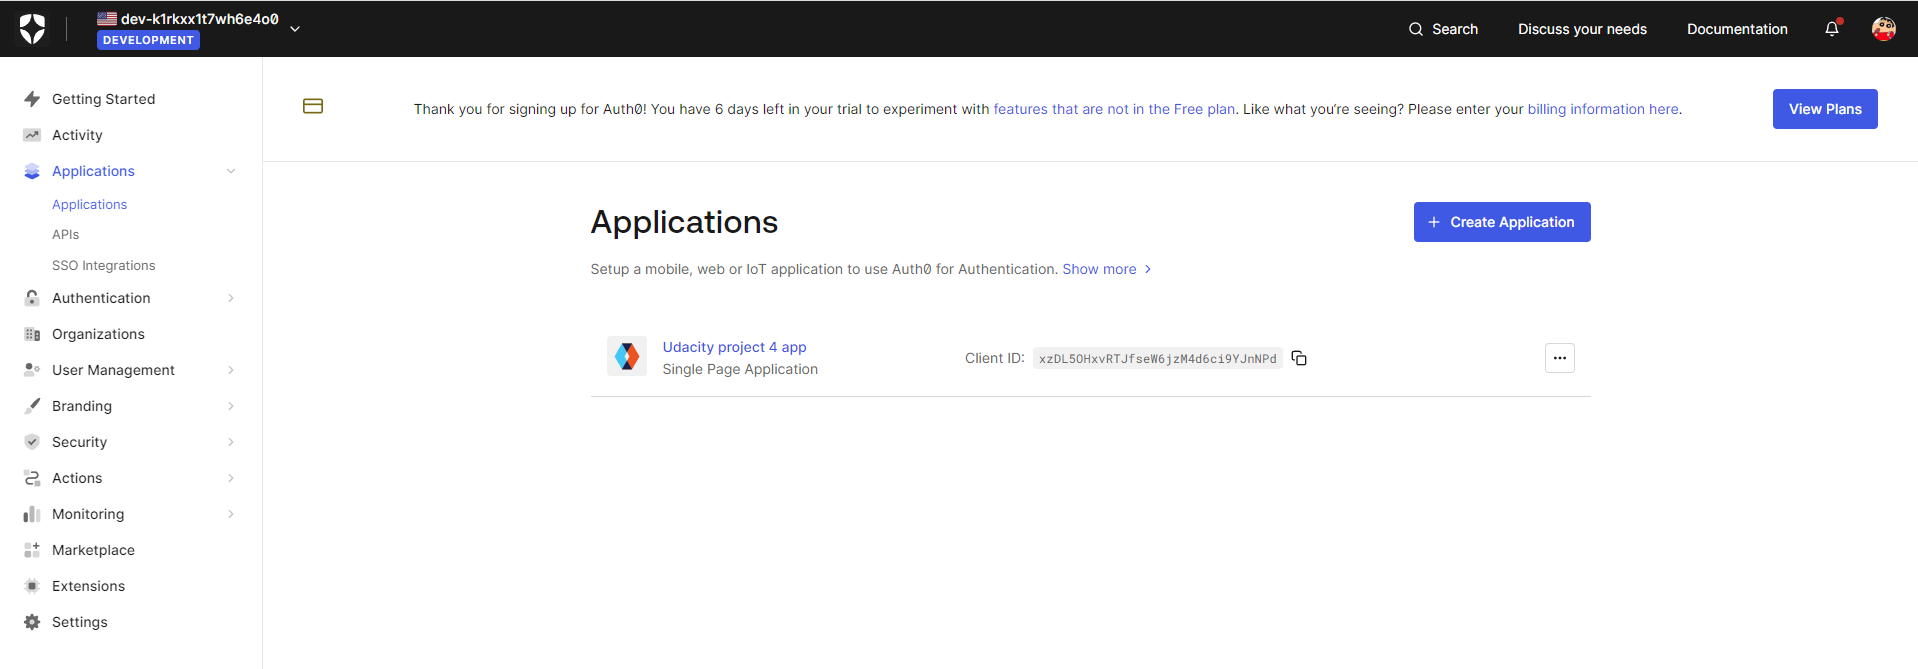 dev-k1rkxx1t7wh6e4o0
DEVELOPMENT
Search
Discuss your needs
Documentation
Getting Started
Activity
Applications
Applications
APIs
SSO Integrations
Authentication
Organizations
User Management
Branding
Security
Actions
Monitoring
Marketplace
Extensions
Settings
Thank you for signing up for Auth0! You have 6 days left in your trial to experiment with features that are not in the Free plan. Like what you're seeing? Please enter your billing information here.
View Plans
Applications
+ Create Application
Setup a mobile, web or IoT application to use Auth0 for Authentication. Show more
Udacity project 4 app
Single Page Application
Client ID: xzDL5OHxvRTJfseW6jzM4d6ci9YJnNPd